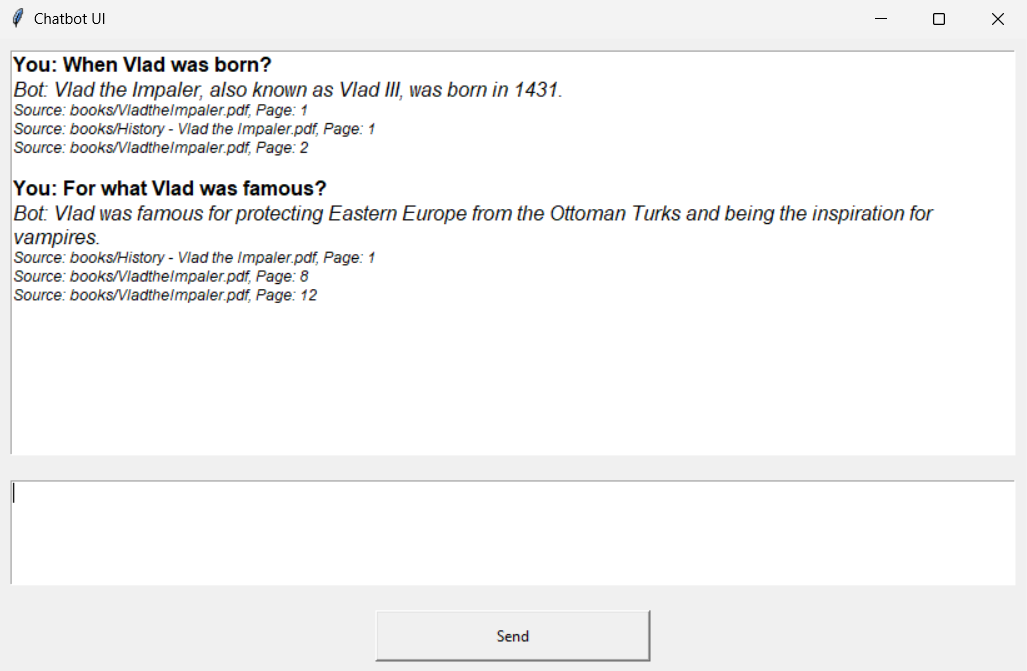 Chatbot UI
You: When Vlad was born?
Bot: Vlad the Impaler, also known as Vlad III, was born in 1431.
Source: books/VladtheImpaler.pdf, Page: 1
Source: books/History - Vlad the Impaler.pdf, Page: 1
Source: books/VladtheImpaler.pdf, Page: 2
You: For what Vlad was famous?
Bot: Vlad was famous for protecting Eastern Europe from the Ottoman Turks and being the inspiration for
vampires.
Source: books/History - Vlad the Impaler.pdf, Page: 1
Source: books/VladtheImpaler.pdf, Page: 8
Source: books/VladtheImpaler.pdf, Page: 12
Send